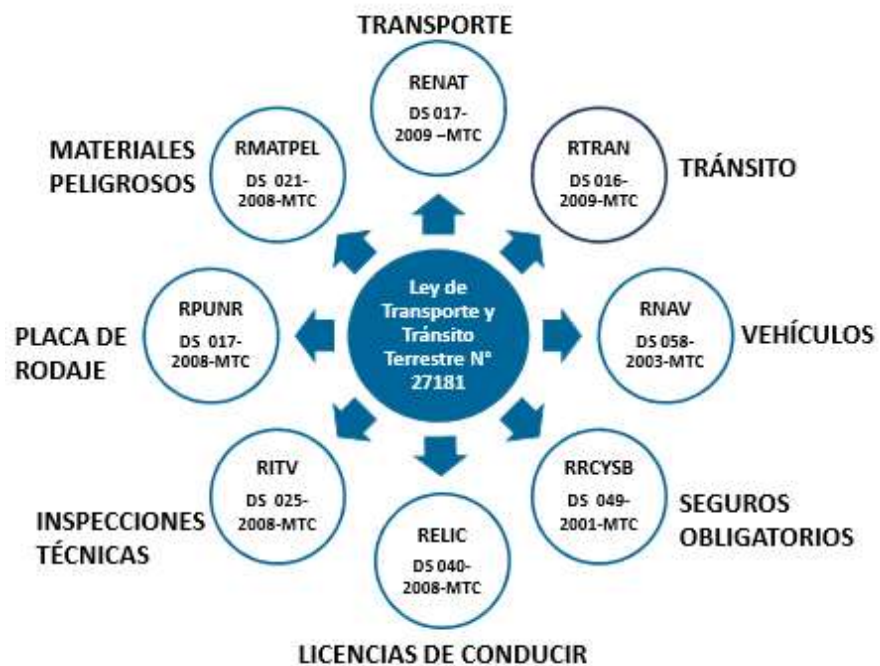 TRANSPORTE
RENAT
DS 017-
2009 –MTC
RTRAN
DS 016-
2009-MTC
TRÁNSITO
RNAV
DS 058-
2003-MTC
VEHÍCULOS
RRCYSB
DS 049-
2001-MTC
SEGUROS
OBLIGATORIOS
RELIC
DS 040-
2008-MTC
LICENCIAS DE CONDUCIR
RITV
DS 025-
2008-MTC
INSPECCIONES
TÉCNICAS
RPUNR
DS 017-
2008-MTC
PLACA DE
RODAJE
RMATPEL
DS 021-
2008-MTC
MATERIALES
PELIGROSOS
Ley de
Transporte y
Tránsito
Terrestre N°
27181